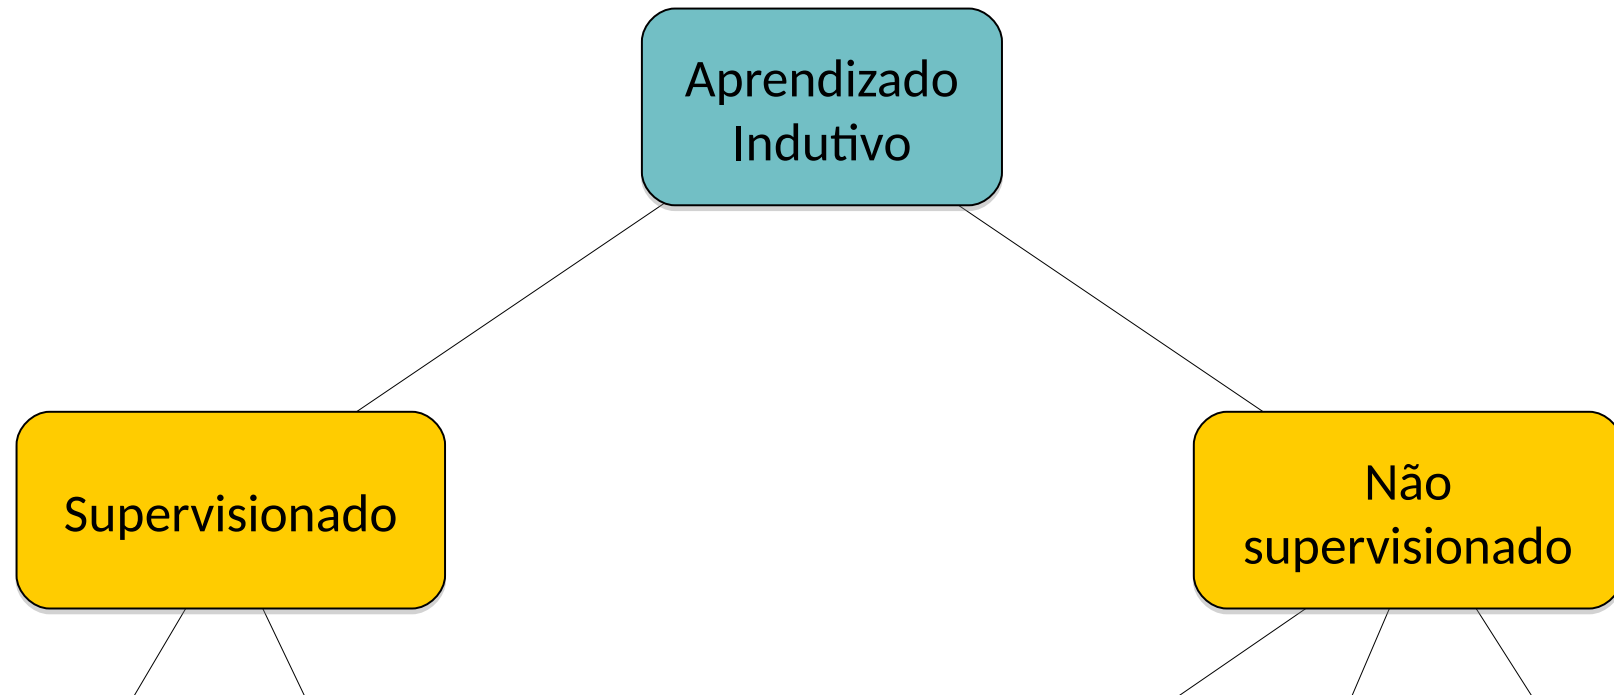 Aprendizado
Indutivo
Supervisionado
Não
supervisionado